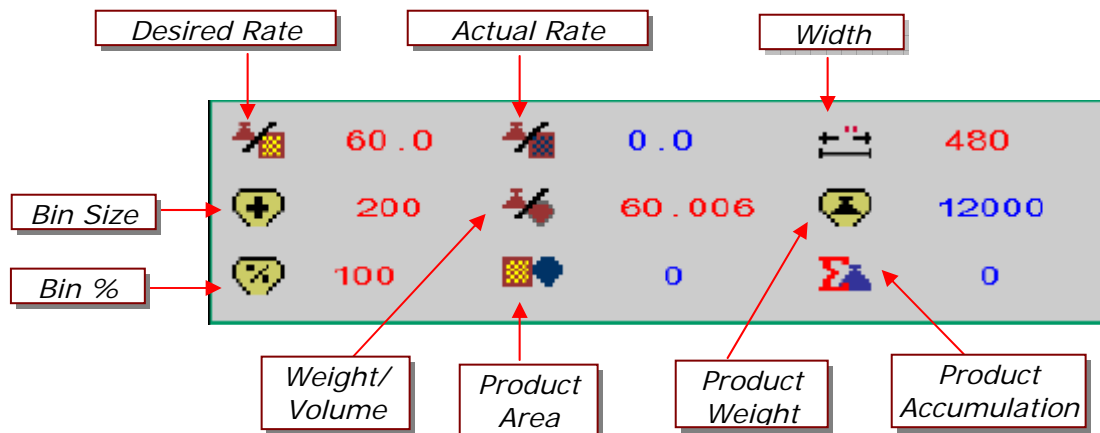 Desired Rate
Actual Rate
Width
60.0
0.0
"
480
Bin Size
200
60.006
12000
Bin %
%
100
0
Σ
0
Weight/
Volume
Product
Area
Product
Weight
Product
Accumulation